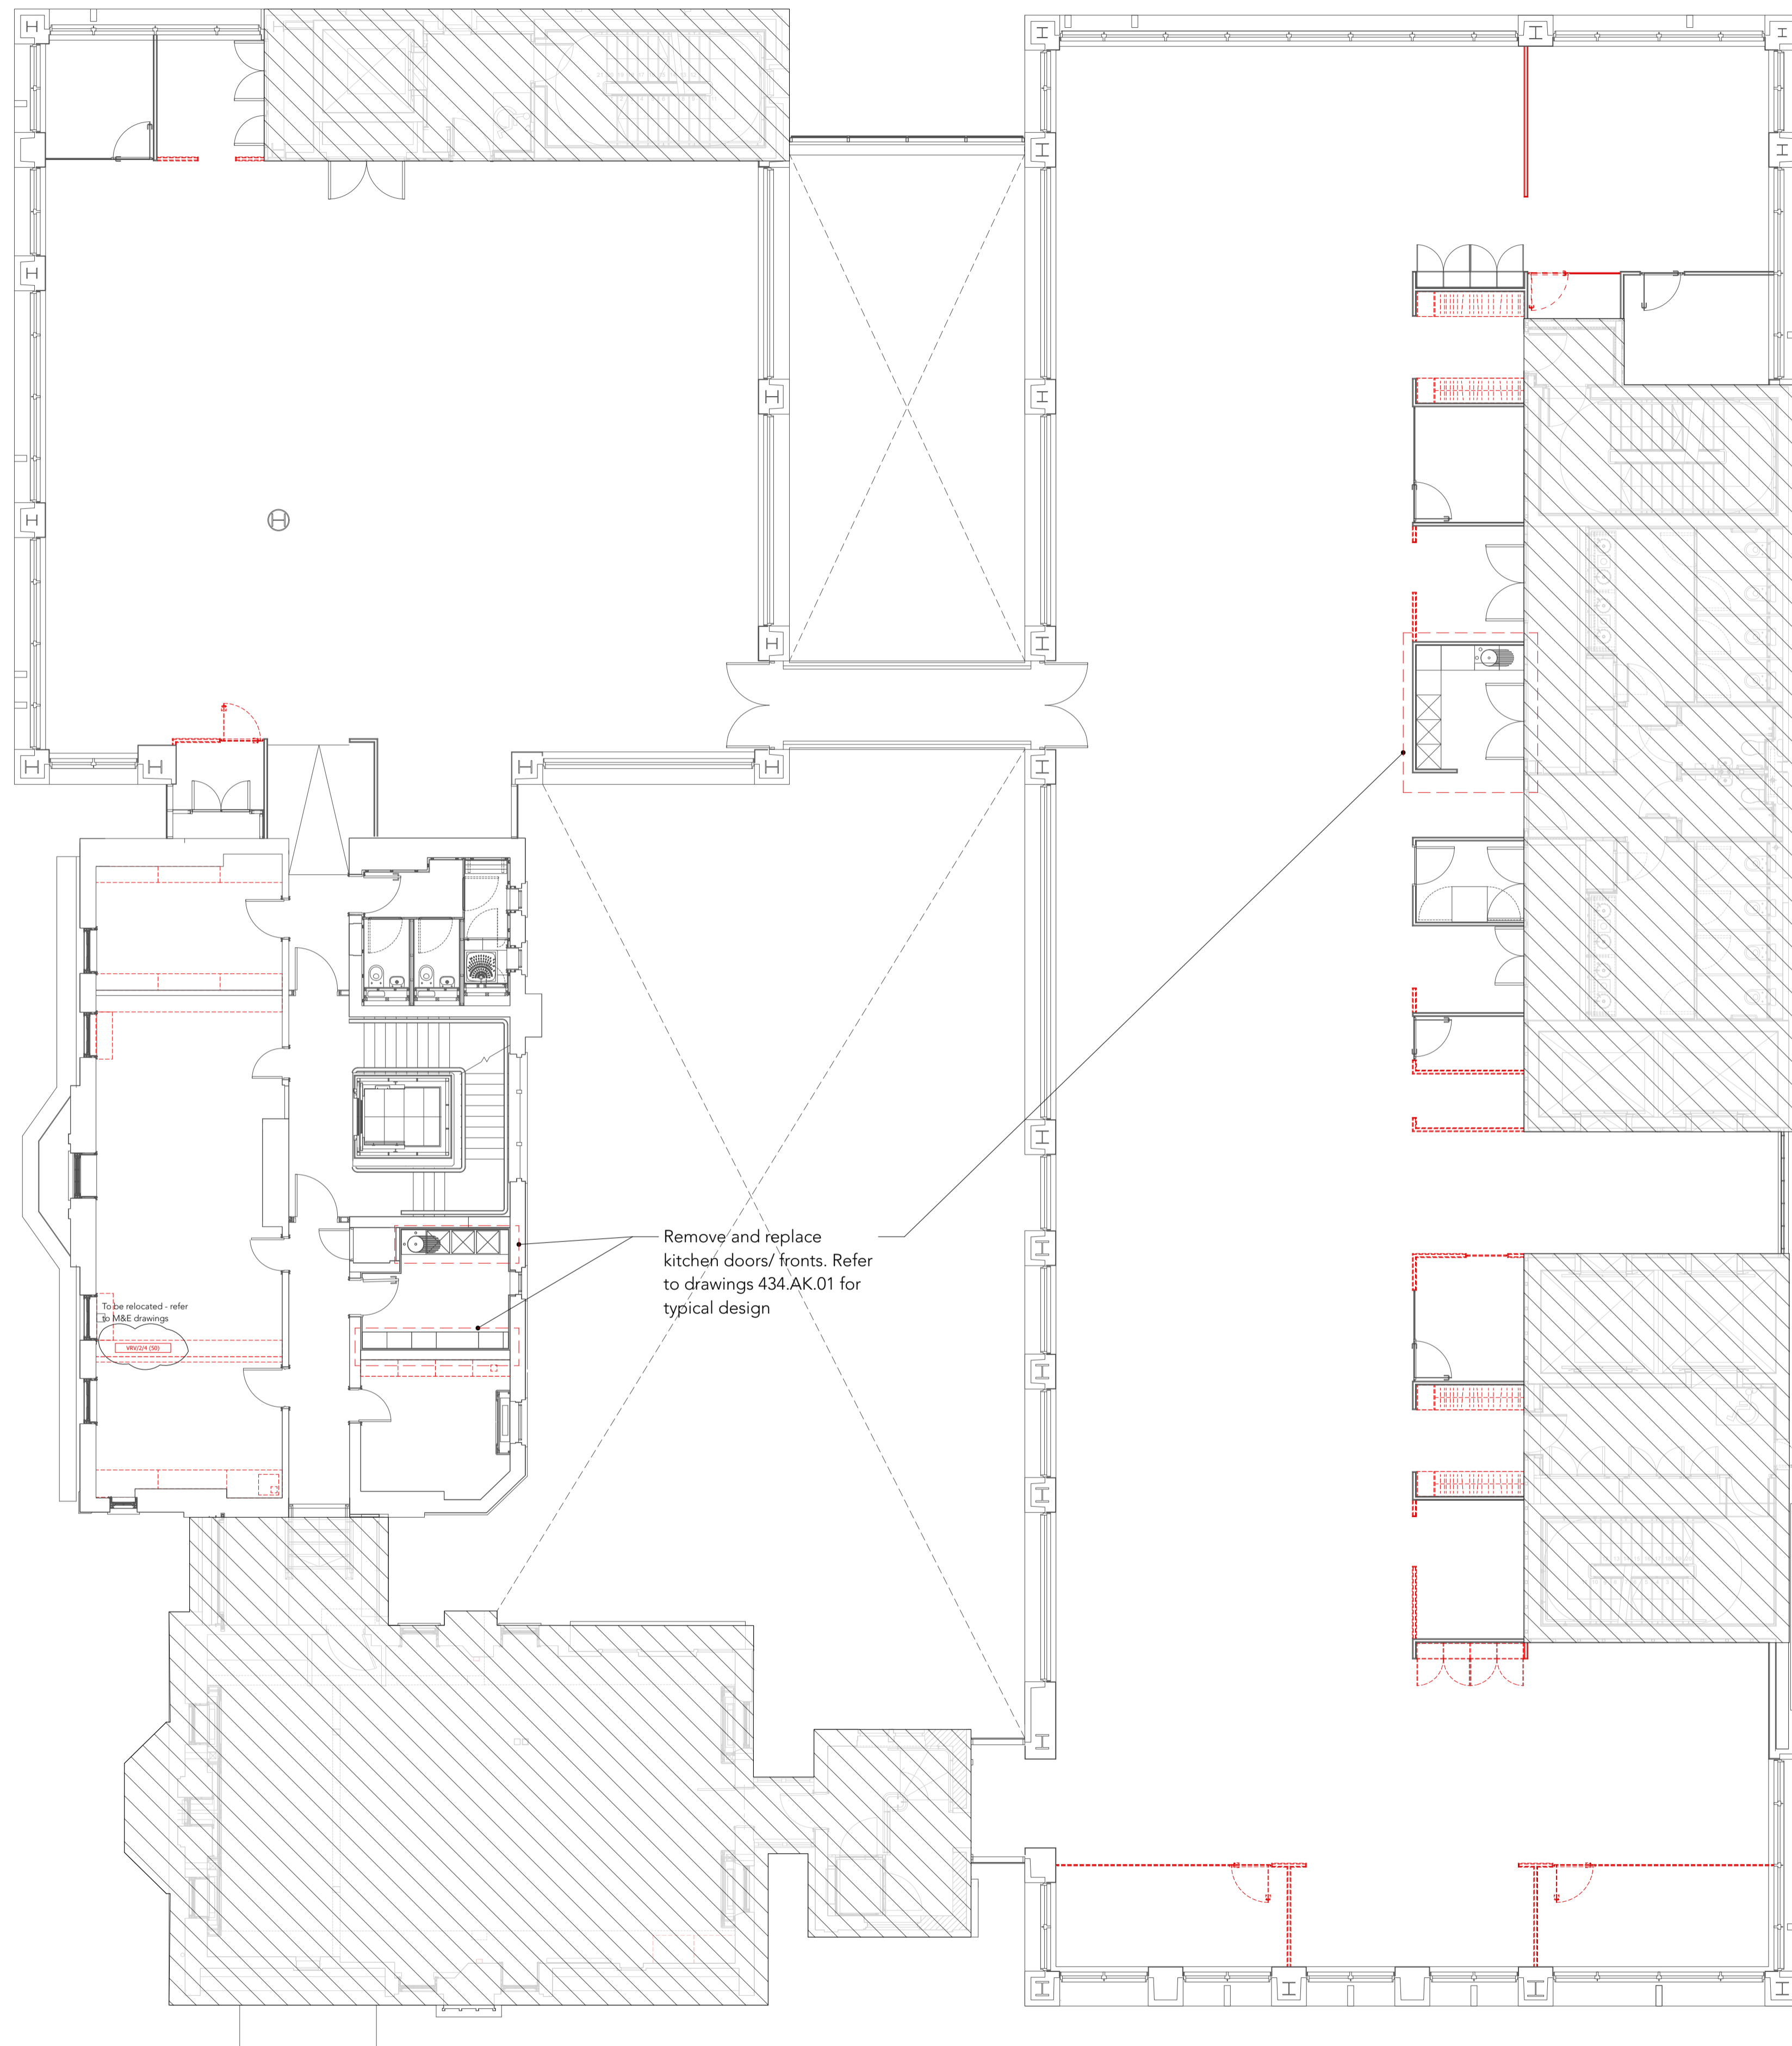 Remove and replace
kitchen doors/ fronts. Refer
to drawings 434.AK.01 for
typical design
To be relocated - refer
to M&E drawings
VRV/2/4 (50)